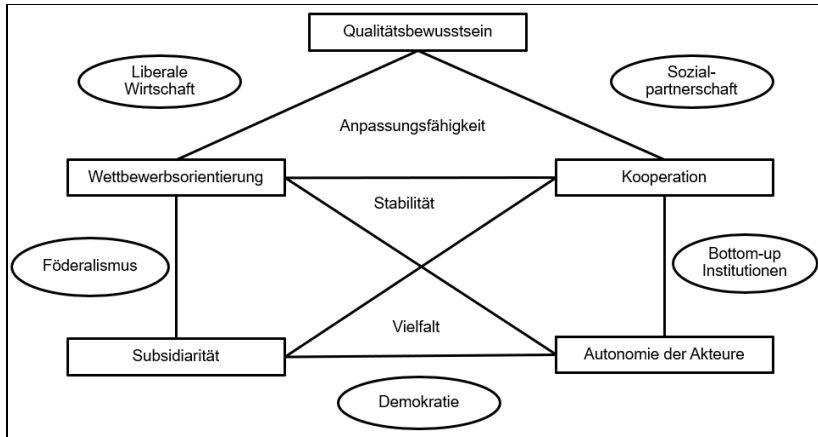 Qualitätsbewusstsein
Liberale
Wirtschaft
Sozial-
partnerschaft
Anpassungsfähigkeit
Wettbewerbsorientierung
Kooperation
Stabilität
Föderalismus
Bottom-up
Institutionen
Vielfalt
Subsidiarität
Autonomie der Akteure
Demokratie